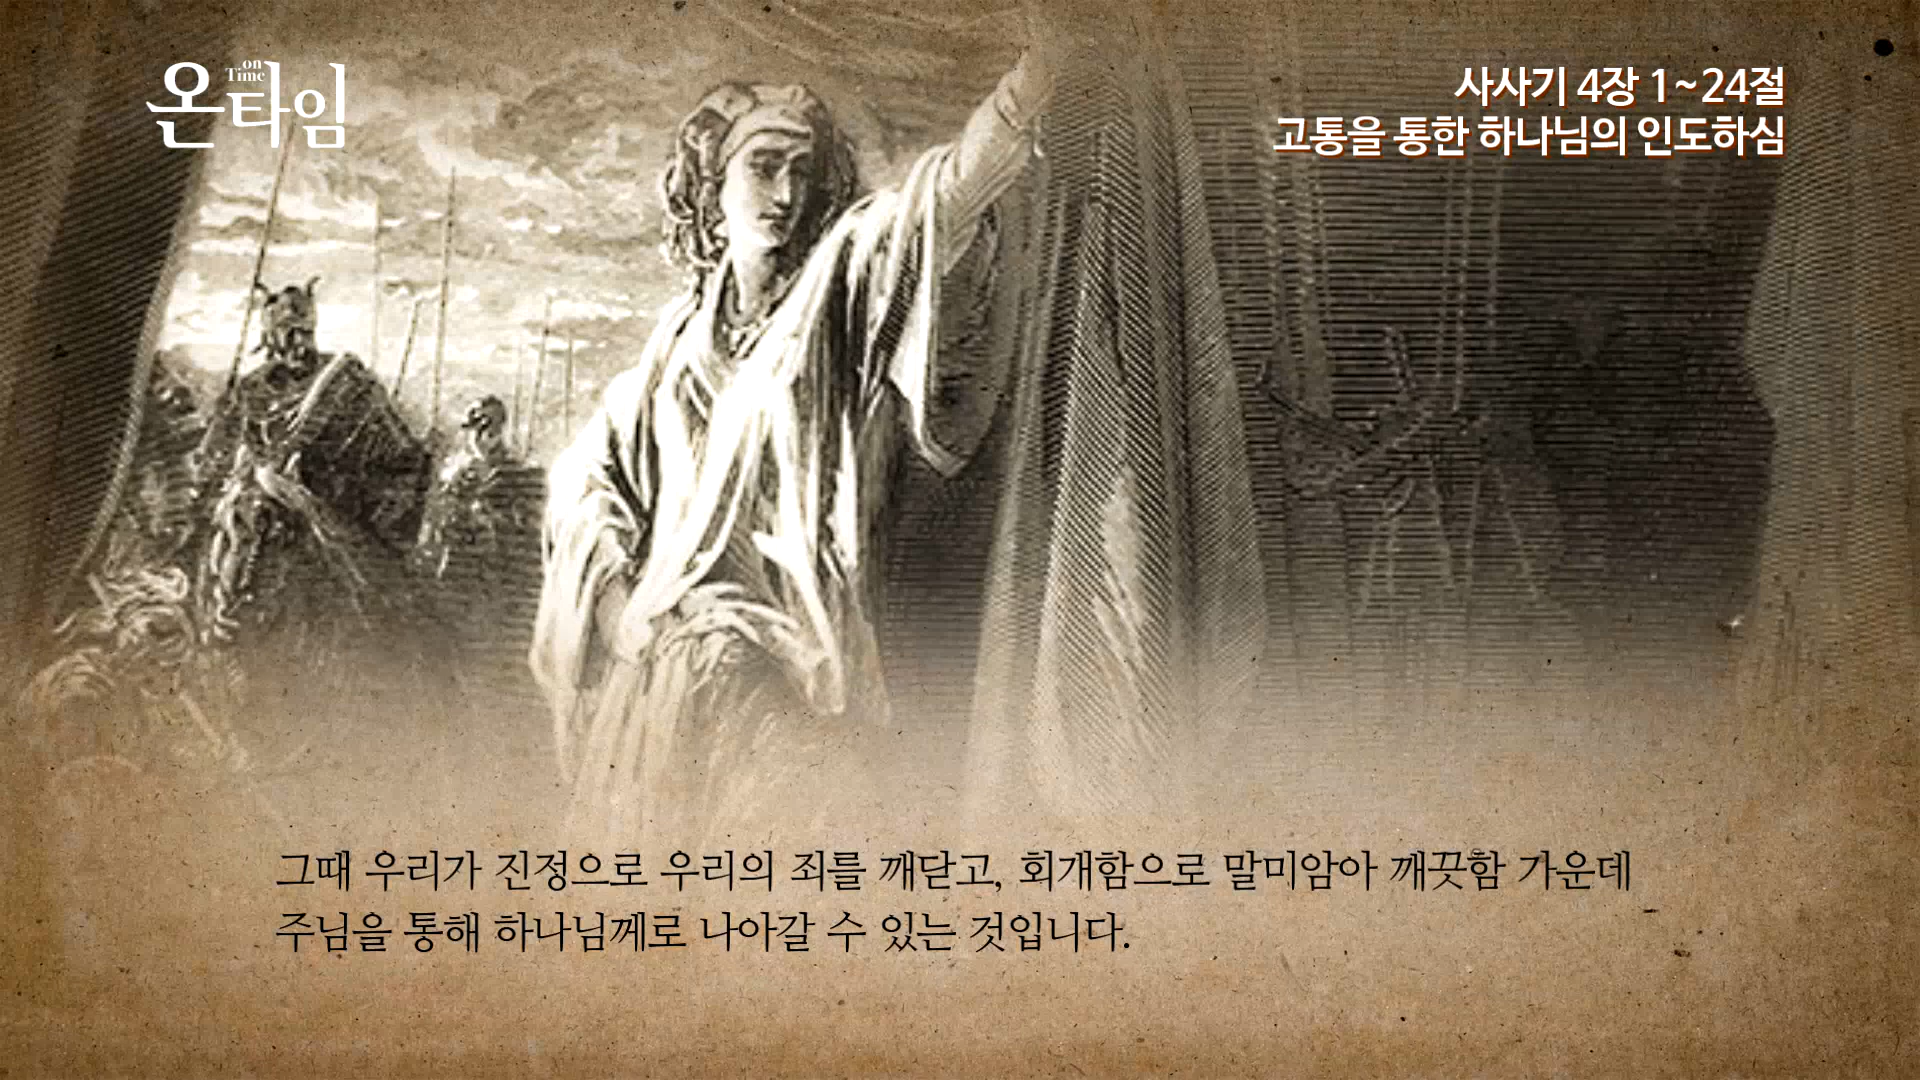 온타임
on
Time
사사기 4장 1~24절
고통을 통한 하나님의 인도하심
그때 우리가 진정으로 우리의 죄를 깨닫고, 회개함으로 말미암아 깨끗함 가운데
주님을 통해 하나님께로 나아갈 수 있는 것입니다.